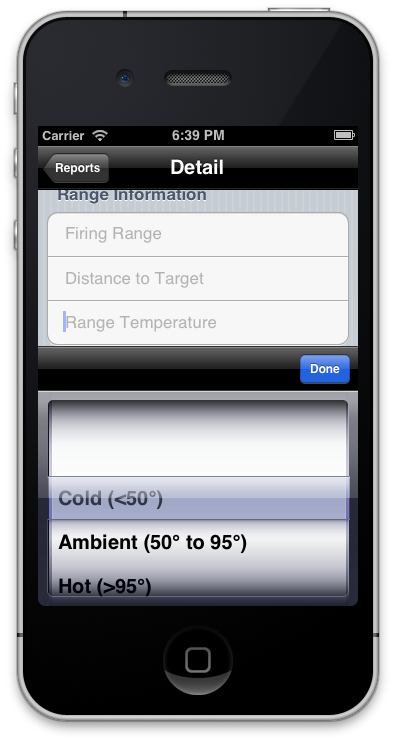 Carrier 6:39 PM
Reports Detail
Range Information
Firing Range
Distance to Target
Range Temperature
Done
Cold (<50°)
Ambient (50° to 95°)
Hot (>95°)